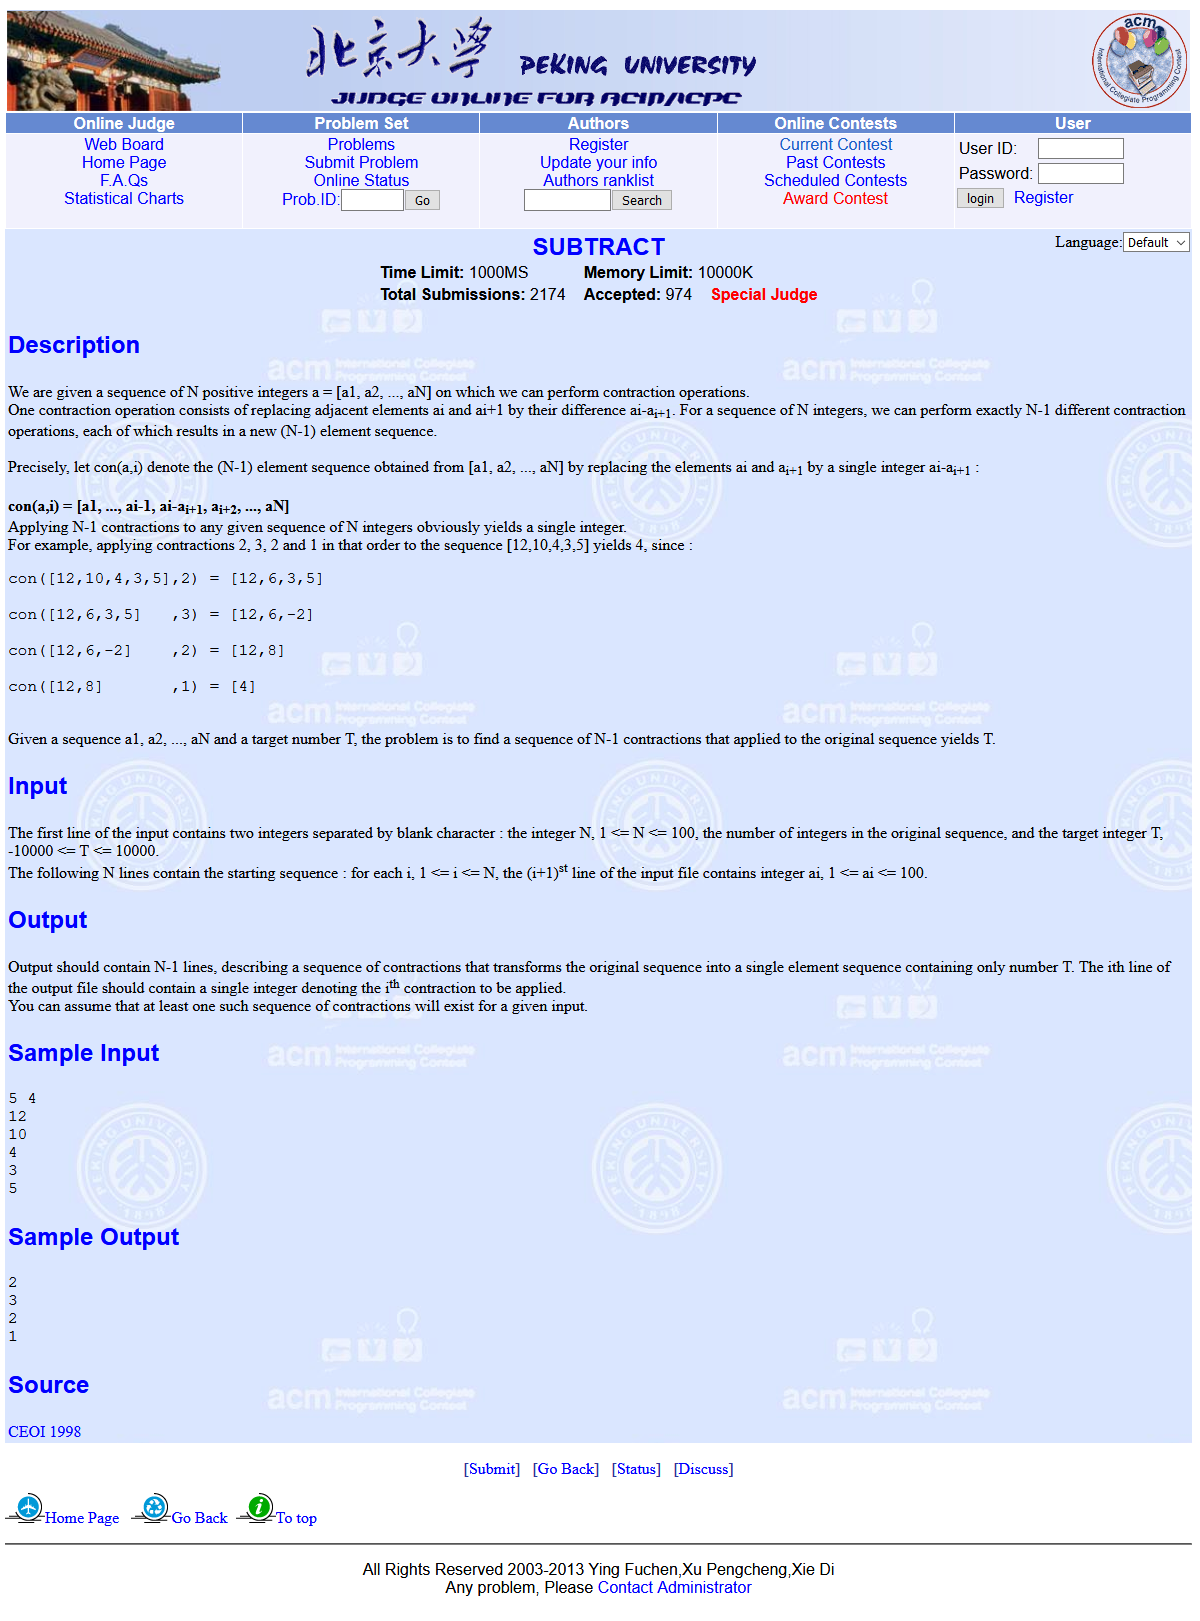 北京大學 PEKING UNIVERSITY
JUDGE ONLINE FOR ACM/ICPC
acm
International Collegiate Programming Contest
Online Judge Problem Set Authors Online Contests User
Web Board Problems Register Current Contest User ID:
Home Page Submit Problem Update your info Past Contests Password:
F.A.Qs Online Status Authors ranklist Scheduled Contests login Register
Statistical Charts Prob.ID: Go Search Award Contest
SUBTRACT
Language: Default
Time Limit: 1000MS Memory Limit: 10000K
Total Submissions: 2174 Accepted: 974 Special Judge
Description
We are given a sequence of N positive integers a = [a1, a2, ..., aN] on which we can perform contraction operations.
One contraction operation consists of replacing adjacent elements ai and ai+1 by their difference ai-ai+1. For a sequence of N integers, we can perform exactly N-1 different contraction
operations, each of which results in a new (N-1) element sequence.
Precisely, let con(a,i) denote the (N-1) element sequence obtained from [a1, a2, ..., aN] by replacing the elements ai and ai+1 by a single integer ai-ai+1 :
con(a,i) = [a1, ..., ai-1, ai-ai+1, ai+2, ..., aN]
Applying N-1 contractions to any given sequence of N integers obviously yields a single integer.
For example, applying contractions 2, 3, 2 and 1 in that order to the sequence [12,10,4,3,5] yields 4, since :
con([12,10,4,3,5],2) = [12,6,3,5]
con([12,6,3,5]   ,3) = [12,6,-2]
con([12,6,-2]    ,2) = [12,8]
con([12,8]       ,1) = [4]
Given a sequence a1, a2, ..., aN and a target number T, the problem is to find a sequence of N-1 contractions that applied to the original sequence yields T.
Input
The first line of the input contains two integers separated by blank character : the integer N, 1 <= N <= 100, the number of integers in the original sequence, and the target integer T,
-10000 <= T <= 10000.
The following N lines contain the starting sequence : for each i, 1 <= i <= N, the (i+1)st line of the input file contains integer ai, 1 <= ai <= 100.
Output
Output should contain N-1 lines, describing a sequence of contractions that transforms the original sequence into a single element sequence containing only number T. The ith line of
the output file should contain a single integer denoting the ith contraction to be applied.
You can assume that at least one such sequence of contractions will exist for a given input.
Sample Input
5 4
12
10
4
3
5
Sample Output
2
3
2
1
Source
CEOI 1998
[Submit] [Go Back] [Status] [Discuss]
Home Page Go Back To top
All Rights Reserved 2003-2013 Ying Fuchen,Xu Pengcheng,Xie Di
Any problem, Please Contact Administrator